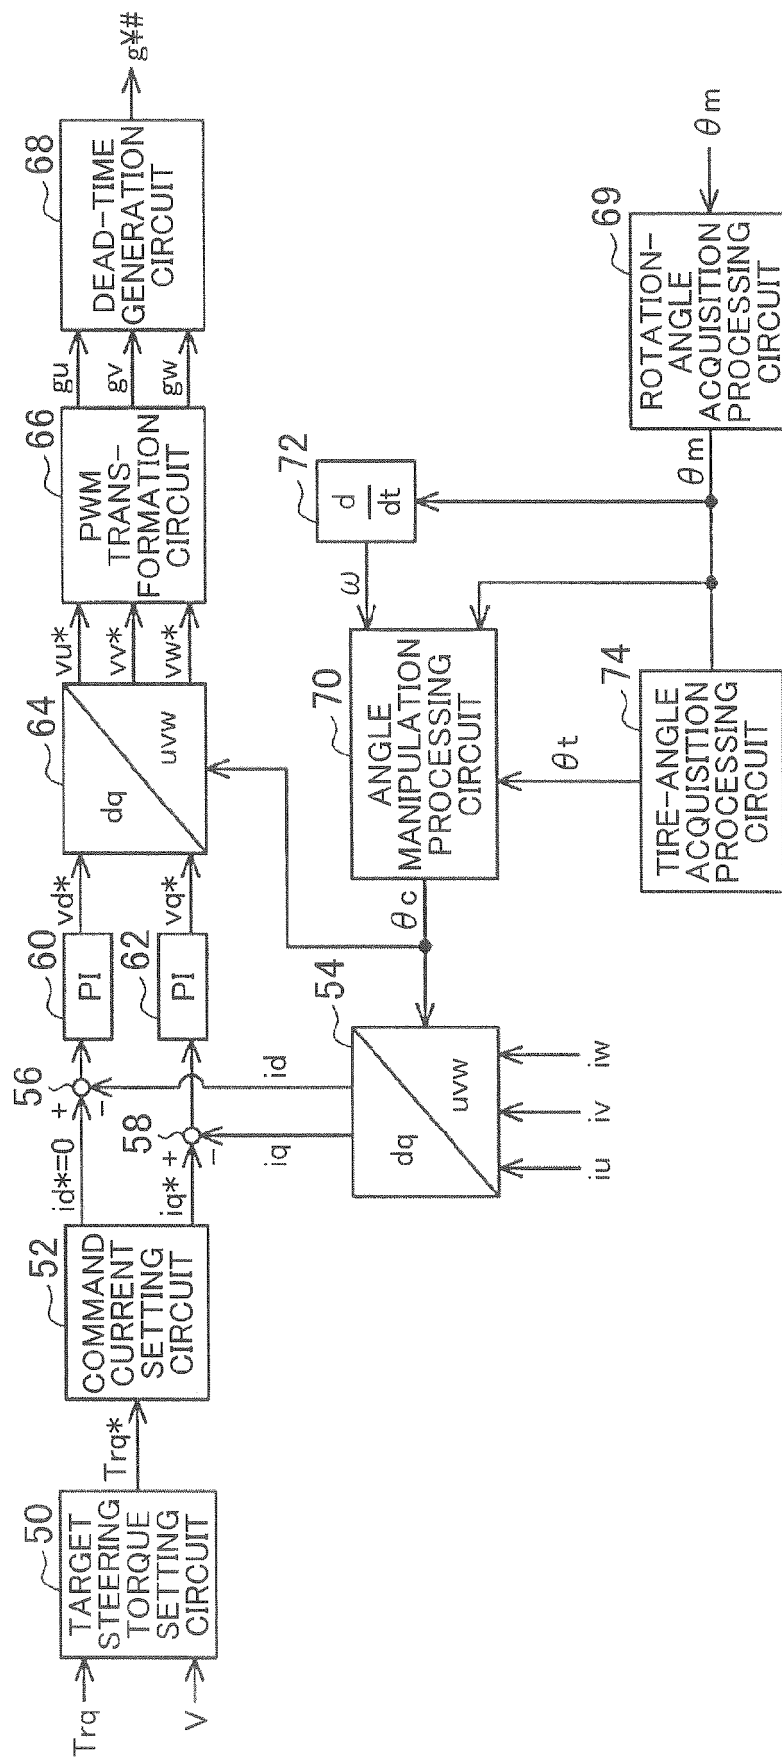 Trq
V
50
TARGET
STEERING
TORQUE
SETTING
CIRCUIT
Trq*
52
COMMAND
CURRENT
SETTING
CIRCUIT
id*=0
iq*
+
−
56
+
−
58
60
PI
62
PI
vd*
vq*
64
dq
uvw
vu*
vv*
vw*
66
PWM
TRANS-
FORMATION
CIRCUIT
gu
gv
gw
68
DEAD-TIME
GENERATION
CIRCUIT
g¥#
id
iq
54
dq
uvw
iu
iv
iw
θc
70
ANGLE
MANIPULATION
PROCESSING
CIRCUIT
ω
72
d
dt
θt
74
TIRE-ANGLE
ACQUISITION
PROCESSING
CIRCUIT
θm
69
ROTATION-
ANGLE
ACQUISITION
PROCESSING
CIRCUIT
θm